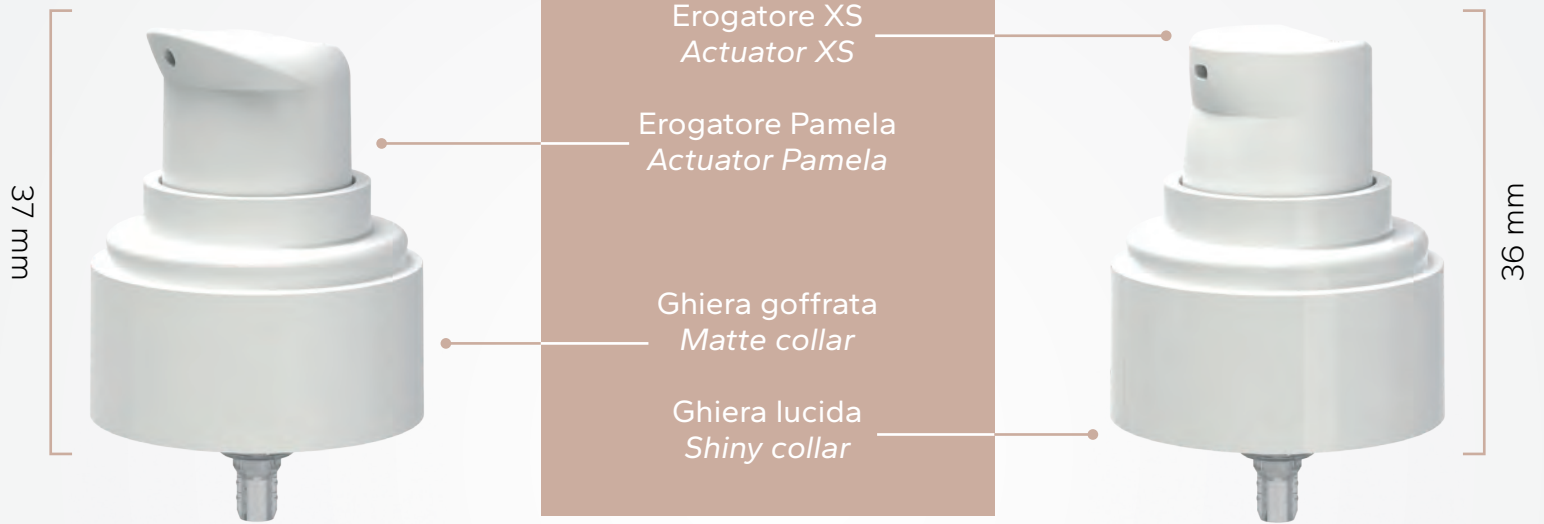 37 mm
Erogatore XS
Actuator XS
Erogatore Pamela
Actuator Pamela
Ghiera goffrata
Matte collar
Ghiera lucida
Shiny collar
36 mm